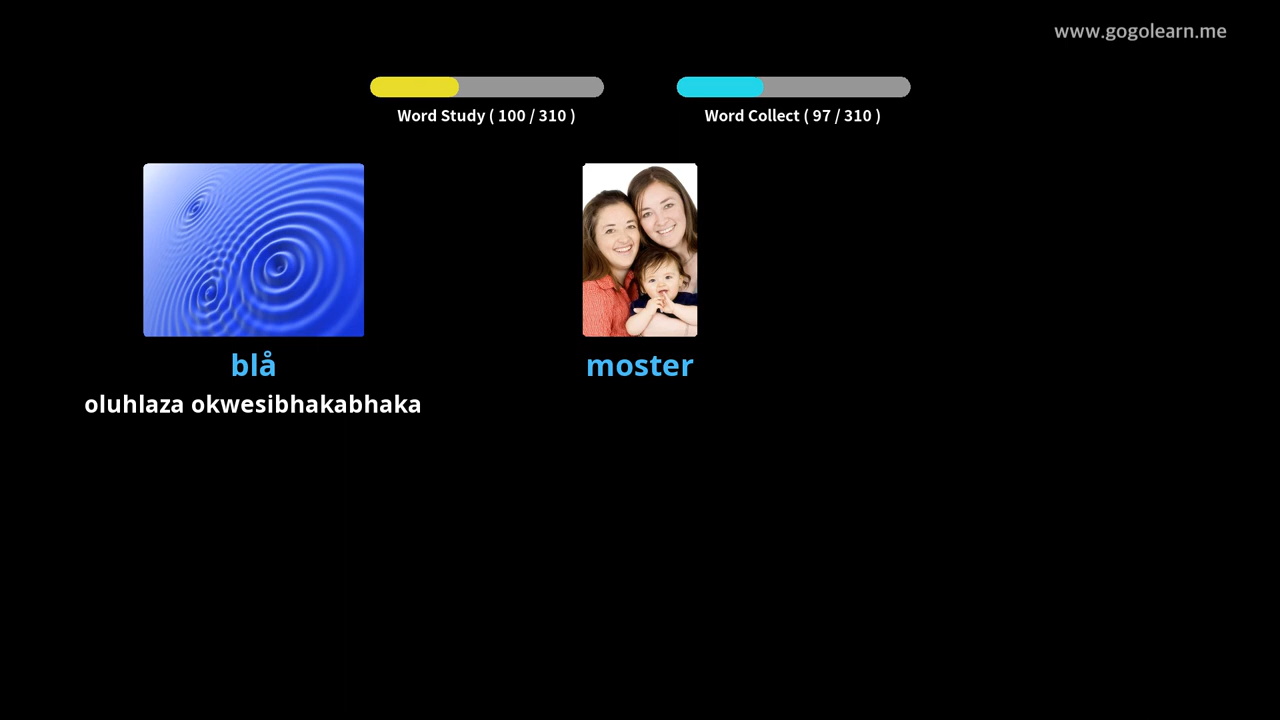 www.gogolearn.me
Word Study ( 100 / 310 )
Word Collect ( 97 / 310 )
blå
moster
oluhlaza okwesibhakabhaka